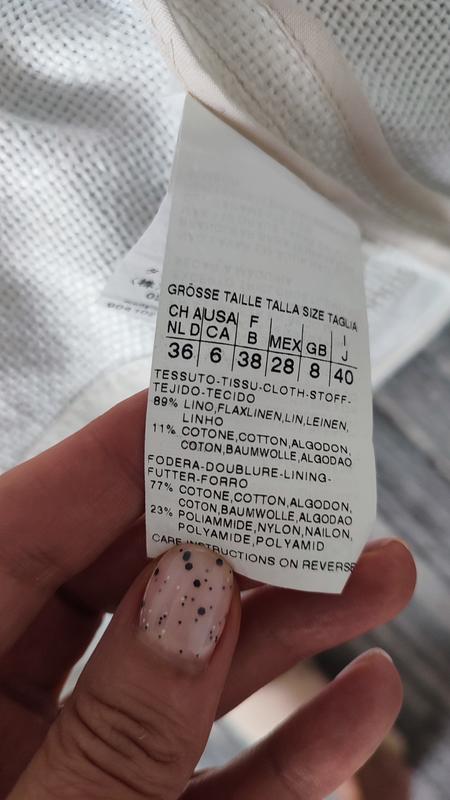 GRÖSSE TAILLE TALLA SIZE TAGLIA
CH A USA F MEX GB I
NL D CA B J
36 6 38 28 8 40
TESSUTO-TISSU-CLOTH-STOFF-
TEJIDO-TECIDO
89% LINO,FLAXLINEN,LIN,LEINEN,
LINHO
11% COTONE,COTTON,ALGODON,
COTON,BAUMWOLLE,ALGODAO
FODERA-DOUBLURE-LINING-
FUTTER-FORRO
77% COTONE,COTTON,ALGODON,
COTON,BAUMWOLLE,ALGODAO
23% POLIAMMIDE,NYLON,NAILON,
POLYAMIDE,POLYAMID
CARE INSTRUCTIONS ON REVERSE